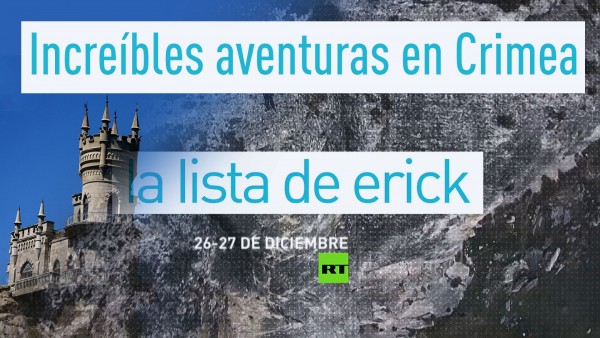 Increíbles aventuras en Crimea
la lista de erick
26-27 DE DICIEMBRE
RT